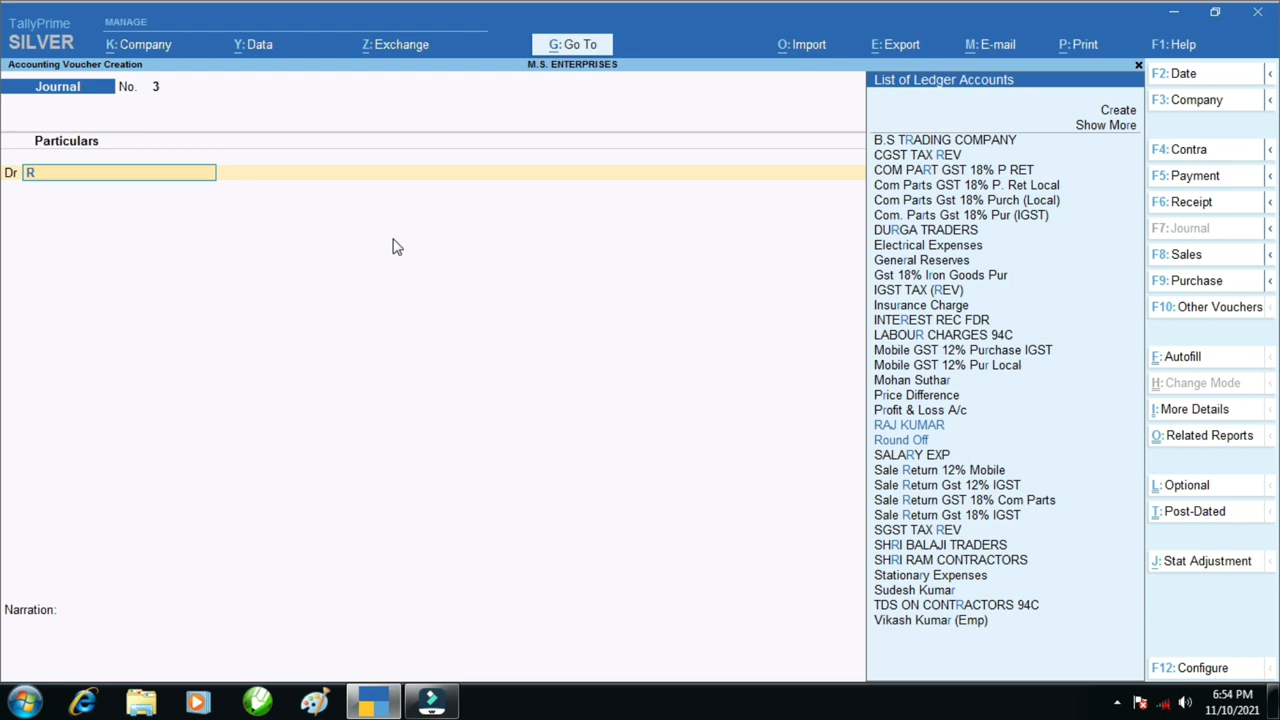 TallyPrime
MANAGE
SILVER
K: Company
Y: Data
Z: Exchange
G: Go To
O: Import
E: Export
M: E-mail
P: Print
F1: Help
Accounting Voucher Creation
M.S. ENTERPRISES
Journal No. 3
Particulars
Dr R
Narration:
List of Ledger Accounts
Create
Show More
B.S TRADING COMPANY
CGST TAX REV
COM PART GST 18% P RET
Com Parts GST 18% P. Ret Local
Com Parts Gst 18% Purch (Local)
Com. Parts Gst 18% Pur (IGST)
DURGA TRADERS
Electrical Expenses
General Reserves
Gst 18% Iron Goods Pur
IGST TAX (REV)
Insurance Charge
INTEREST REC FDR
LABOUR CHARGES 94C
Mobile GST 12% Purchase IGST
Mobile GST 12% Pur Local
Mohan Suthar
Price Difference
Profit & Loss A/c
RAJ KUMAR
Round Off
SALARY EXP
Sale Return 12% Mobile
Sale Return Gst 12% IGST
Sale Return GST 18% Com Parts
Sale Return Gst 18% IGST
SGST TAX REV
SHRI BALAJI TRADERS
SHRI RAM CONTRACTORS
Stationary Expenses
Sudesh Kumar
TDS ON CONTRACTORS 94C
Vikash Kumar (Emp)
F2: Date
F3: Company
F4: Contra
F5: Payment
F6: Receipt
F7: Journal
F8: Sales
F9: Purchase
F10: Other Vouchers
F: Autofill
H: Change Mode
I: More Details
O: Related Reports
L: Optional
T: Post-Dated
J: Stat Adjustment
F12: Configure
6:54 PM
11/10/2021